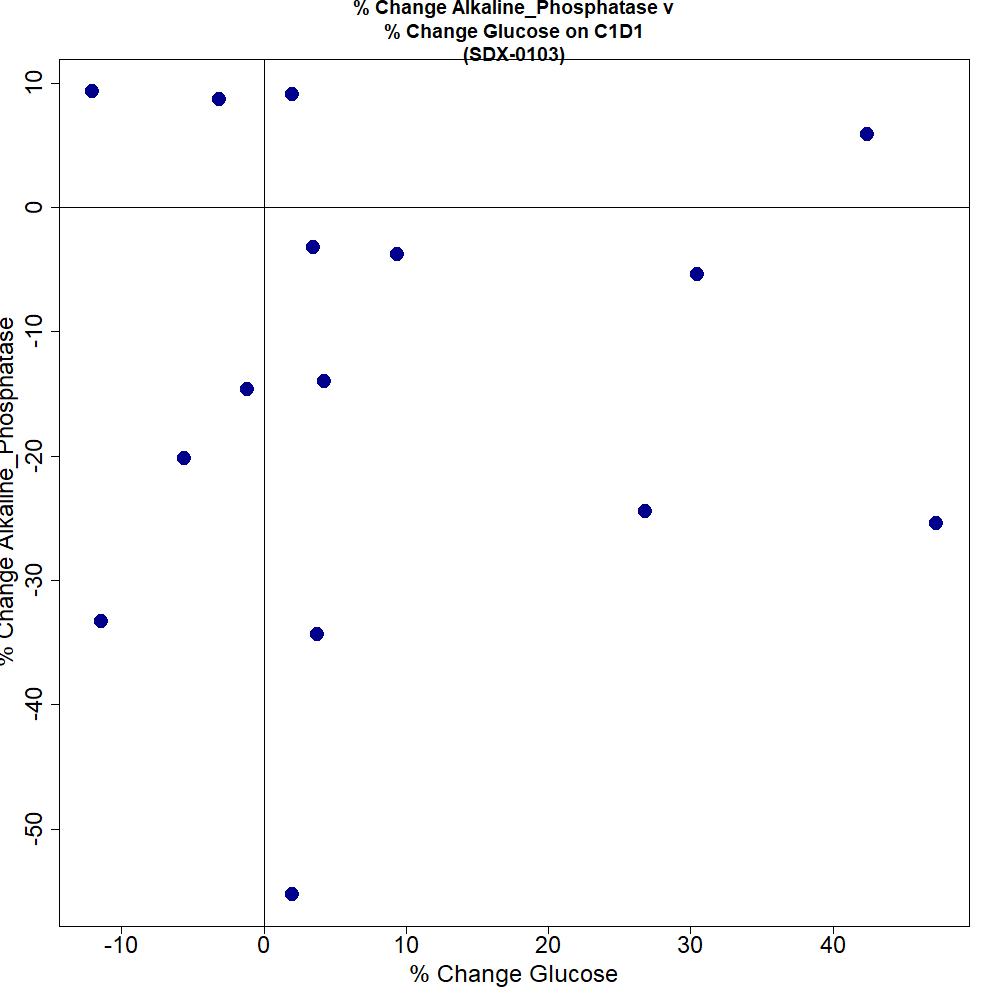 % Change Alkaline_Phosphatase v
% Change Glucose on C1D1
(SDX-0103)
% Change Alkaline_Phosphatase
10
0
-10
-20
-30
-40
-50
-10 0 10 20 30 40
% Change Glucose